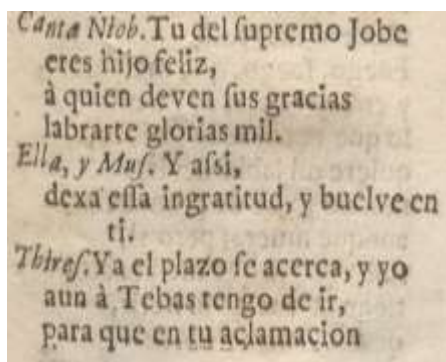 Canta Niob. Tu del ſupremo Jobe
eres hijo feliz,
à quien deven ſus gracias
labrarte glorias mil.
Ella, y Muſ. Y aſsi,
dexa eſſa ingratitud, y buelve en
ti.
Thireſ. Ya el plazo ſe acerca, y yo
aun à Tebas tengo de ir,
para que en tu aclamacion